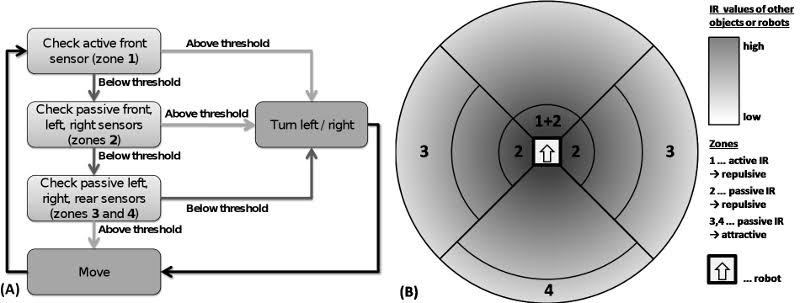 Check active front
sensor (zone 1)
Above threshold
Below threshold
Check passive front,
left, right sensors
(zones 2)
Above threshold
Turn left / right
Below threshold
Check passive left,
right, rear sensors
(zones 3 and 4)
Below threshold
Above threshold
Move
(A)
1+2
3
2
2
3
4
(B)
IR values of other
objects or robots
high
low
Zones
1 ... active IR
→ repulsive
2 ... passive IR
→ repulsive
3,4 ... passive IR
→ attractive
... robot